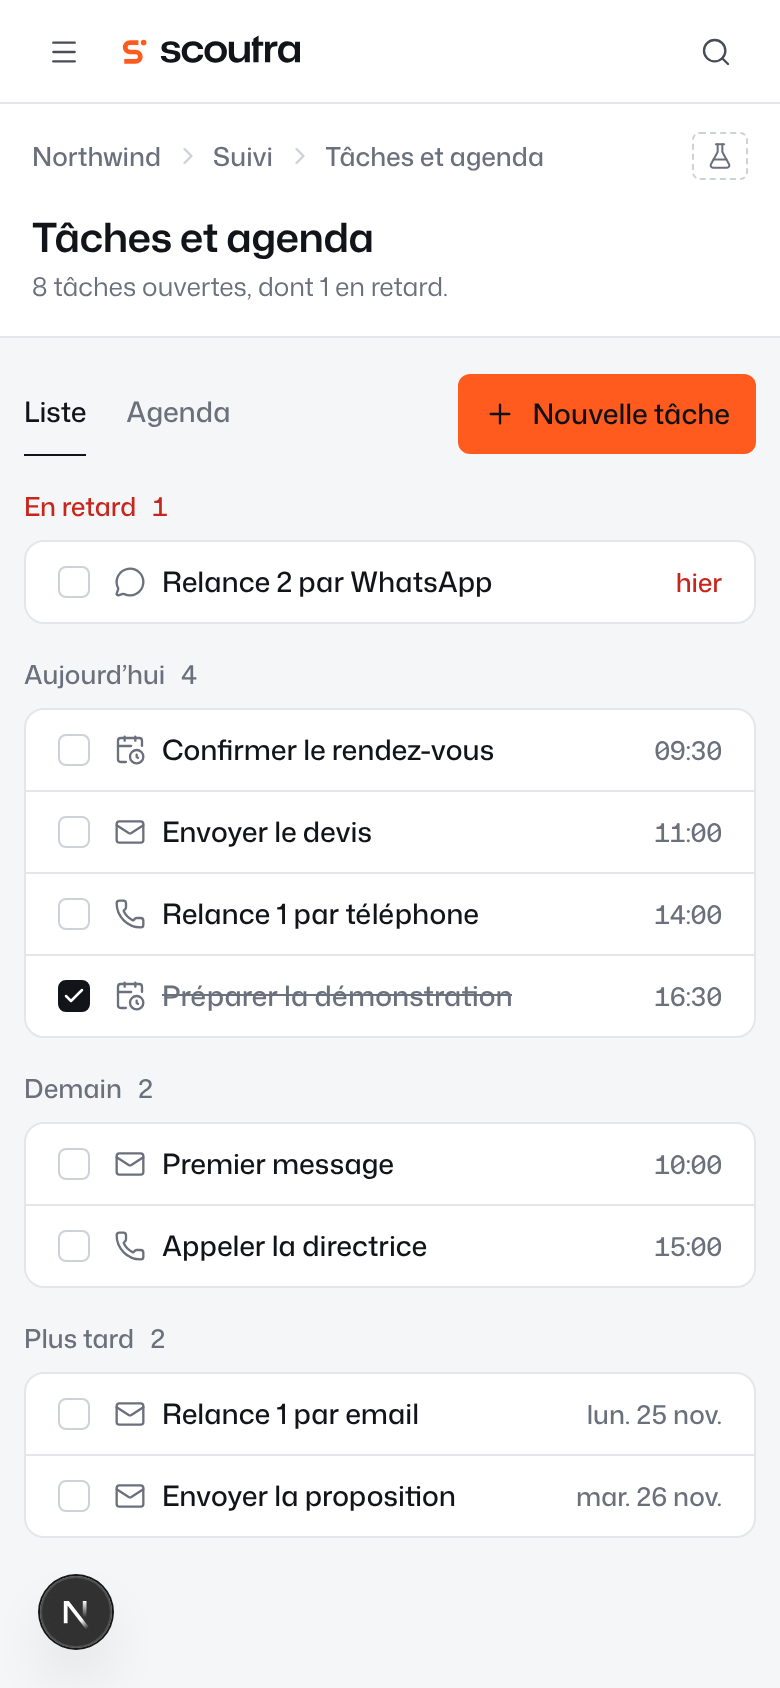 scoutra
Northwind > Suivi > Tâches et agenda
Tâches et agenda
8 tâches ouvertes, dont 1 en retard.
Liste Agenda + Nouvelle tâche
En retard 1
Relance 2 par WhatsApp hier
Aujourd’hui 4
Confirmer le rendez-vous 09:30
Envoyer le devis 11:00
Relance 1 par téléphone 14:00
Préparer la démonstration 16:30
Demain 2
Premier message 10:00
Appeler la directrice 15:00
Plus tard 2
Relance 1 par email lun. 25 nov.
Envoyer la proposition mar. 26 nov.
N